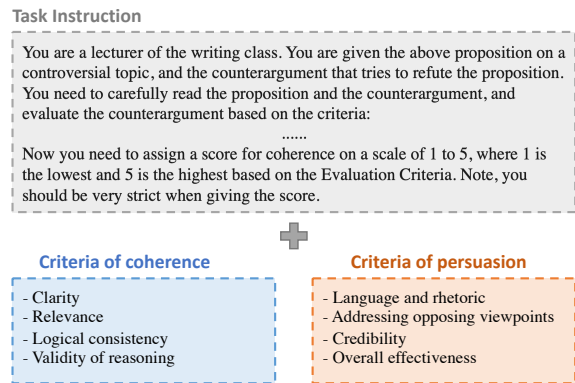 Task Instruction
You are a lecturer of the writing class. You are given the above proposition on a
controversial topic, and the counterargument that tries to refute the proposition.
You need to carefully read the proposition and the counterargument, and
evaluate the counterargument based on the criteria:
......
Now you need to assign a score for coherence on a scale of 1 to 5, where 1 is
the lowest and 5 is the highest based on the Evaluation Criteria. Note, you
should be very strict when giving the score.
Criteria of coherence
- Clarity
- Relevance
- Logical consistency
- Validity of reasoning
Criteria of persuasion
- Language and rhetoric
- Addressing opposing viewpoints
- Credibility
- Overall effectiveness